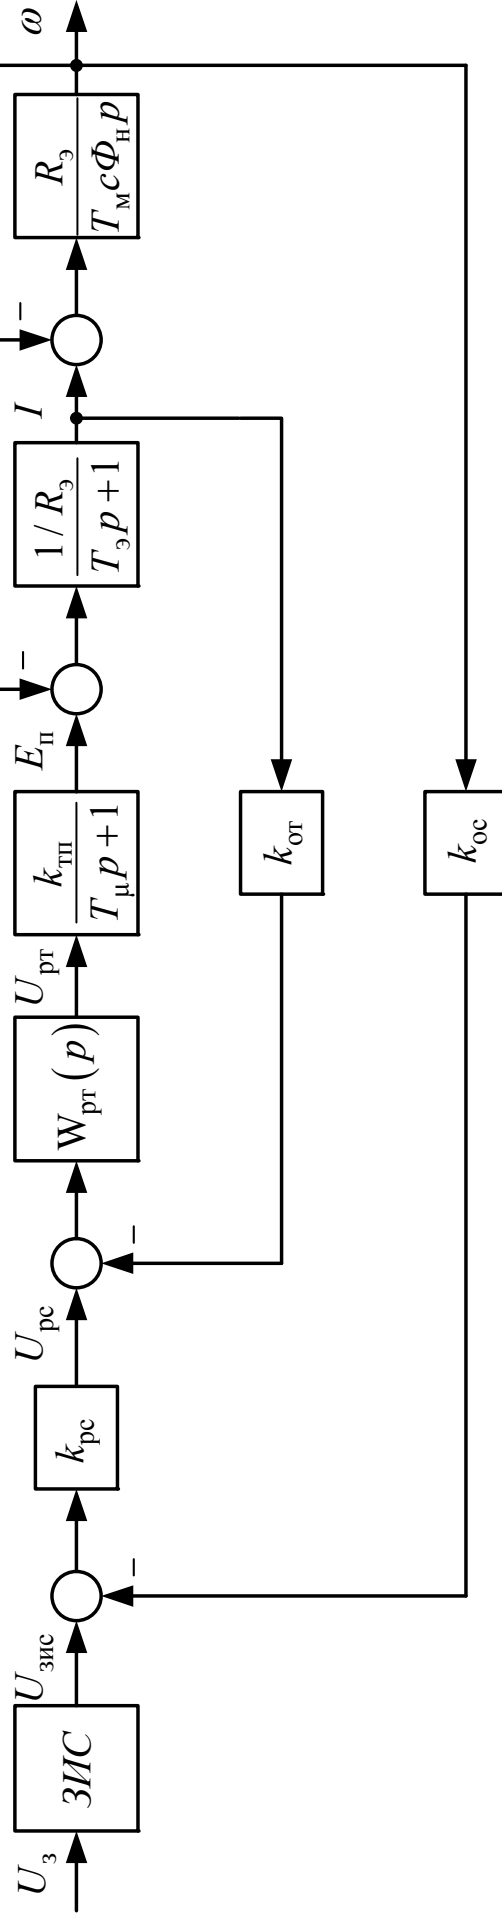 U_з
ЗИС
U_зис
–
k_рс
U_рс
–
W_рт(p)
U_рт
k_тп
T_μ p + 1
E_п
–
1 / R_э
T_э p + 1
I
–
R_э
T_м cФ_н p
ω
k_от
k_ос